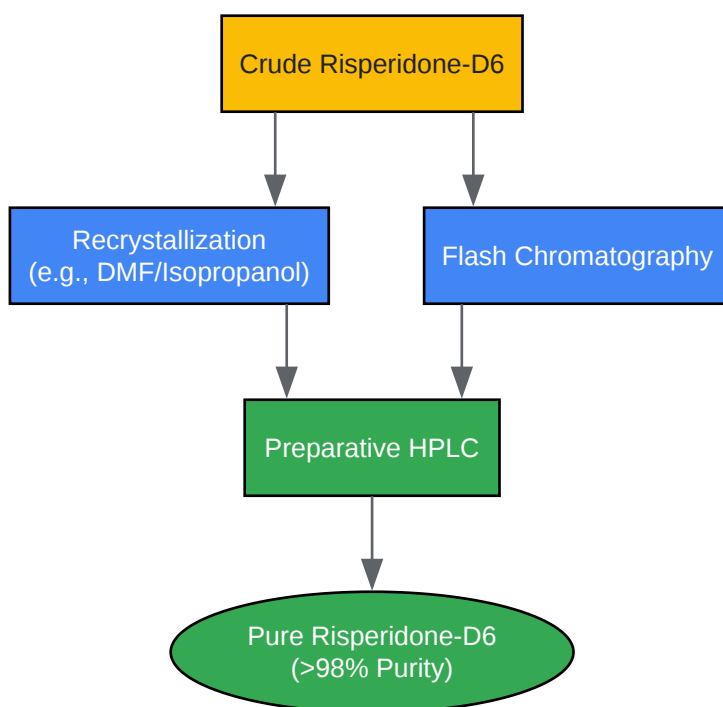 Crude Risperidone-D6
Recrystallization
(e.g., DMF/Isopropanol)
Flash Chromatography
Preparative HPLC
Pure Risperidone-D6
(>98% Purity)